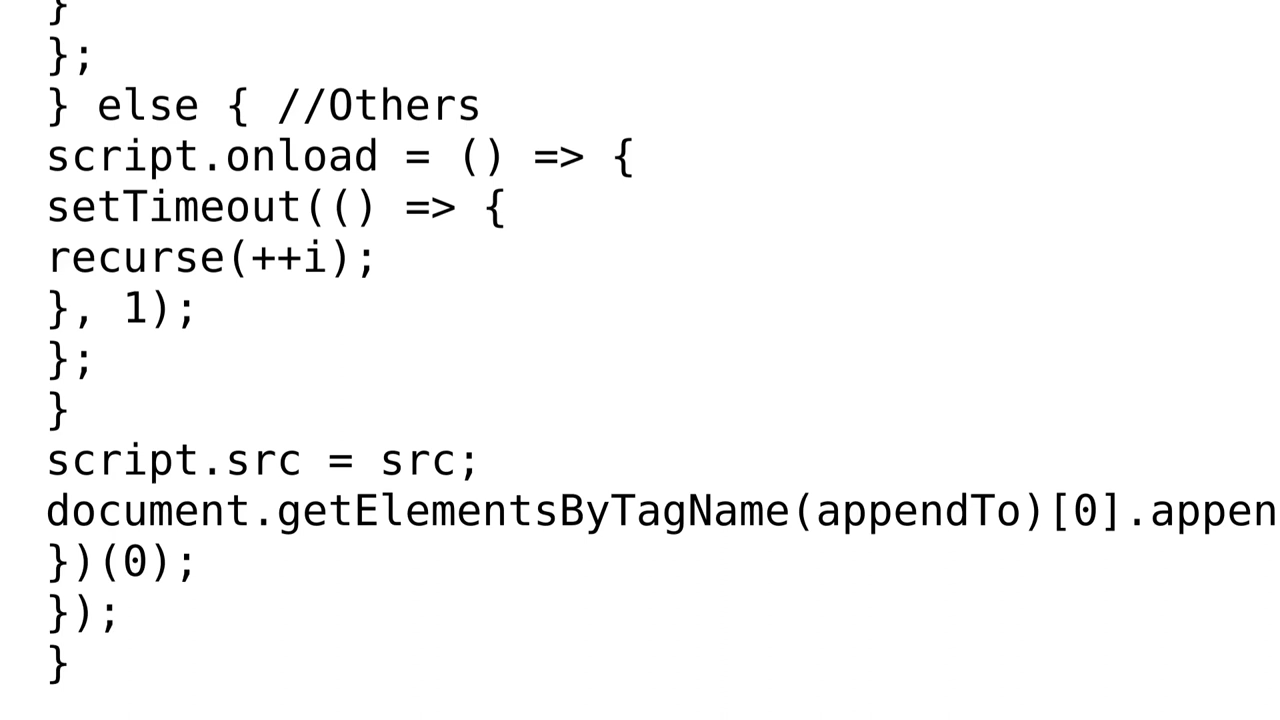 }
};
} else { //Others
script.onload = () => {
setTimeout(() => {
recurse(++i);
}, 1);
};
}
script.src = src;
document.getElementsByTagName(appendTo)[0].appen
})(0);
});
}